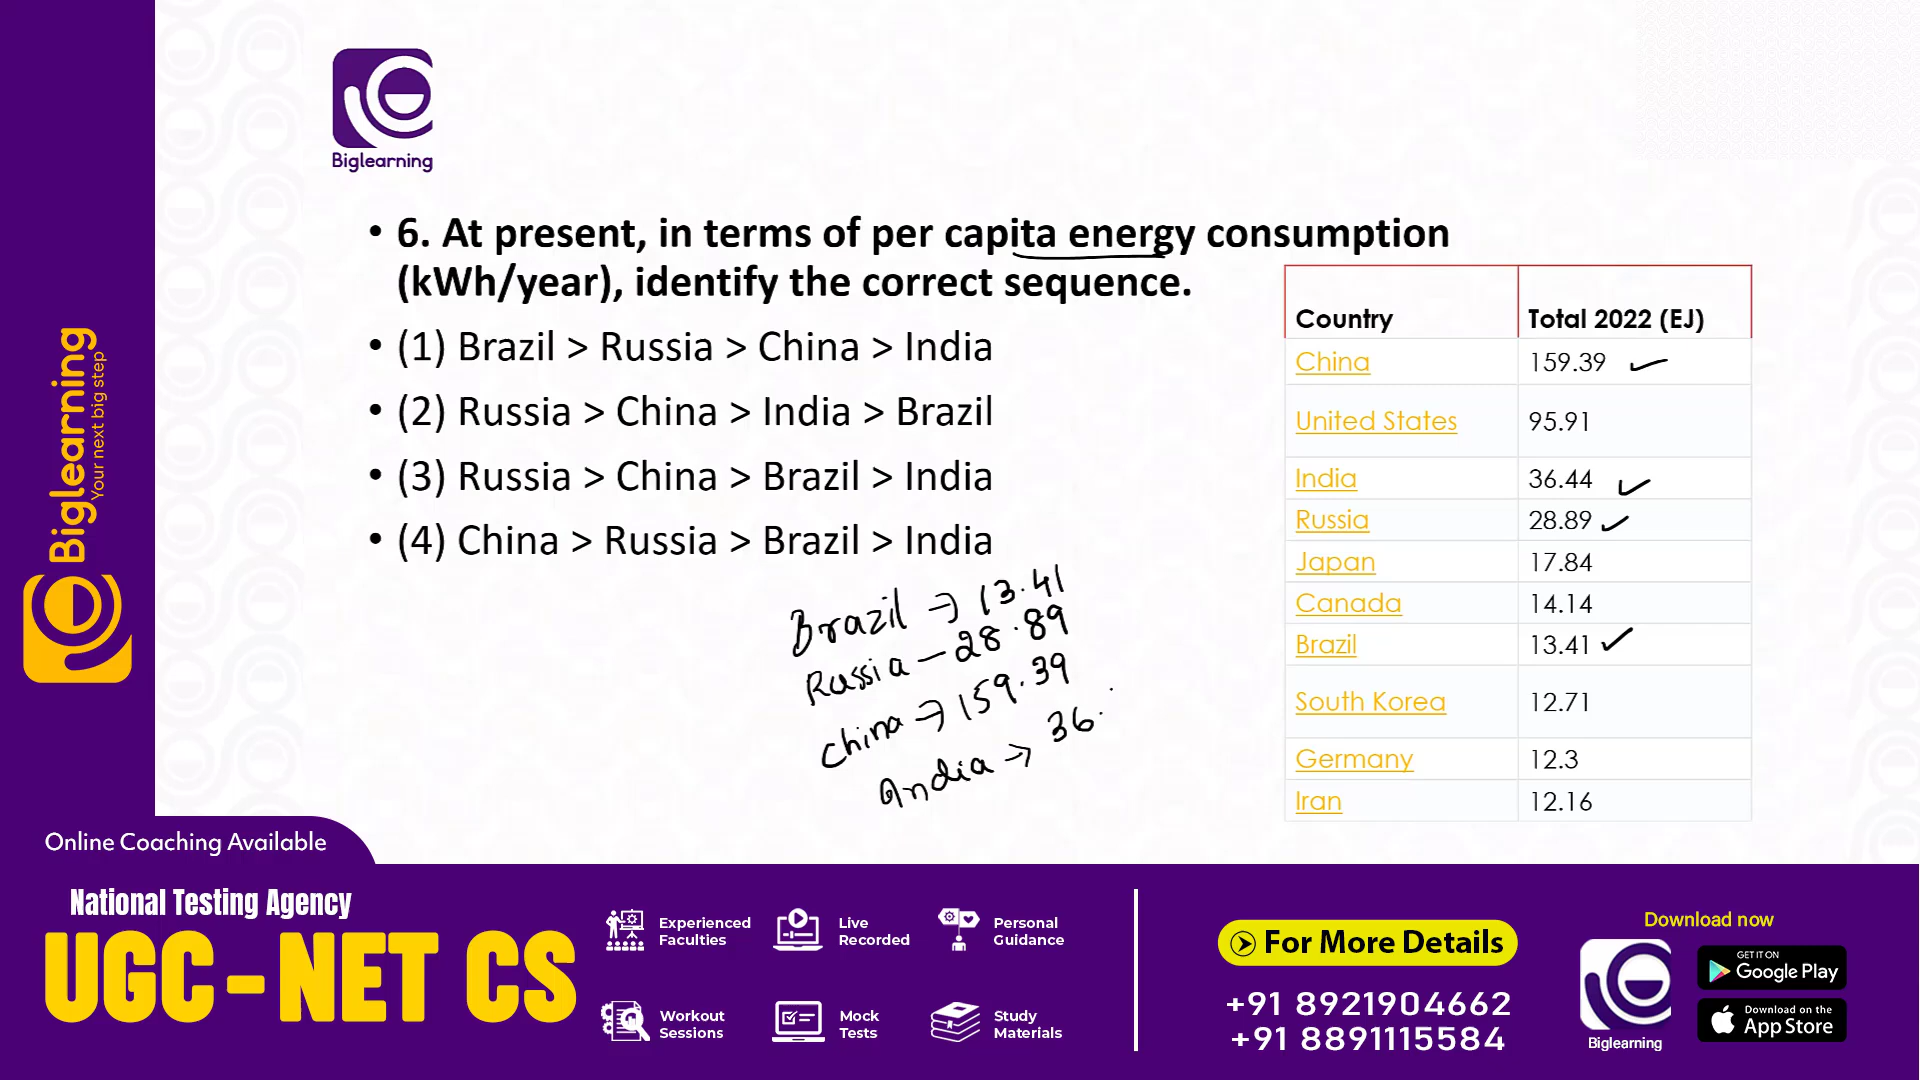 Biglearning
• 6. At present, in terms of per capita energy consumption
(kWh/year), identify the correct sequence.
• (1) Brazil > Russia > China > India
• (2) Russia > China > India > Brazil
• (3) Russia > China > Brazil > India
• (4) China > Russia > Brazil > India
Brazil → 13.41
Russia – 28.89
China → 159.39
India → 36.
Country Total 2022 (EJ)
China 159.39
United States 95.91
India 36.44
Russia 28.89
Japan 17.84
Canada 14.14
Brazil 13.41
South Korea 12.71
Germany 12.3
Iran 12.16
Biglearning
Your next big step
Online Coaching Available
National Testing Agency
UGC-NET CS
Experienced
Faculties
Live
Recorded
Personal
Guidance
Workout
Sessions
Mock
Tests
Study
Materials
For More Details
+91 8921904662
+91 8891115584
Download now
Biglearning
GET IT ON
Google Play
Download on the
App Store